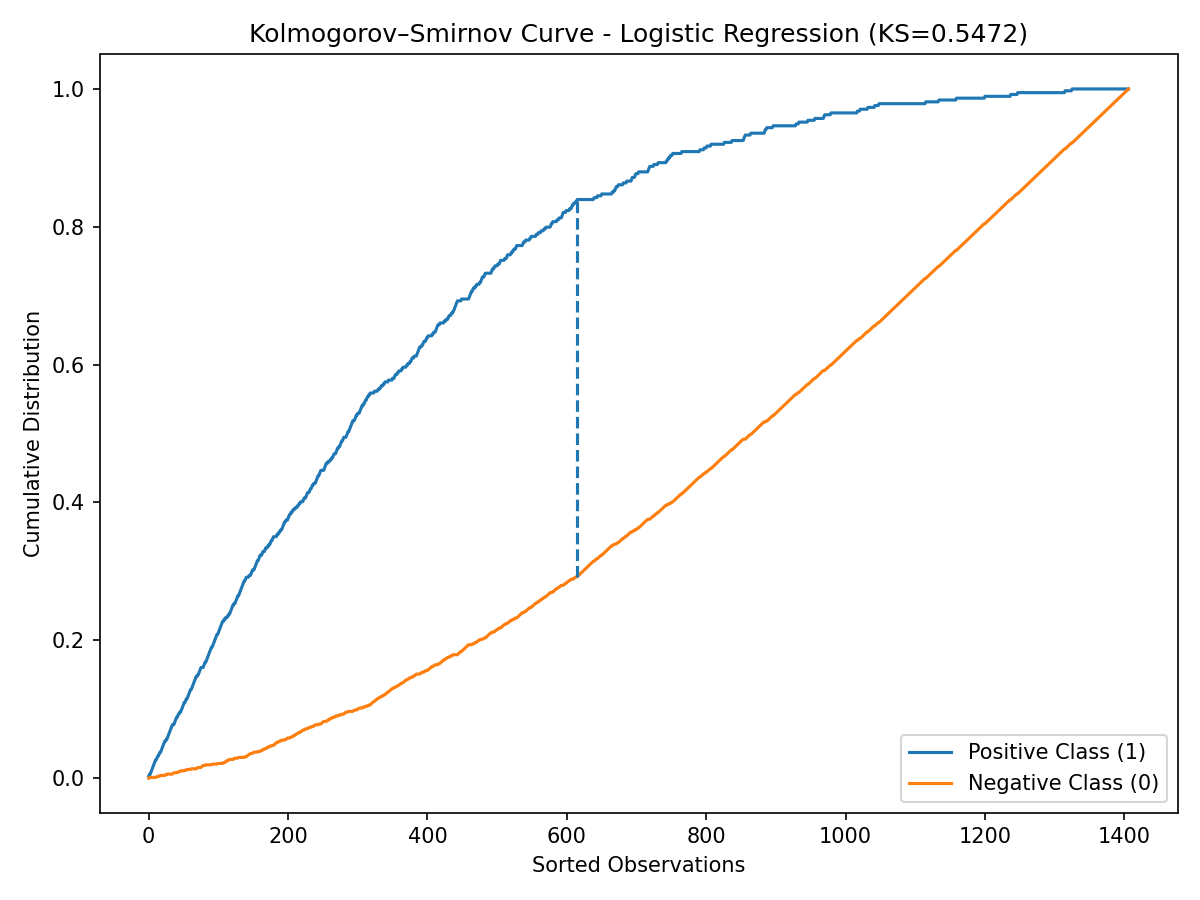 Kolmogorov–Smirnov Curve - Logistic Regression (KS=0.5472)
1.0
0.8
0.6
0.4
0.2
0.0
Cumulative Distribution
Positive Class (1)
Negative Class (0)
0 200 400 600 800 1000 1200 1400
Sorted Observations